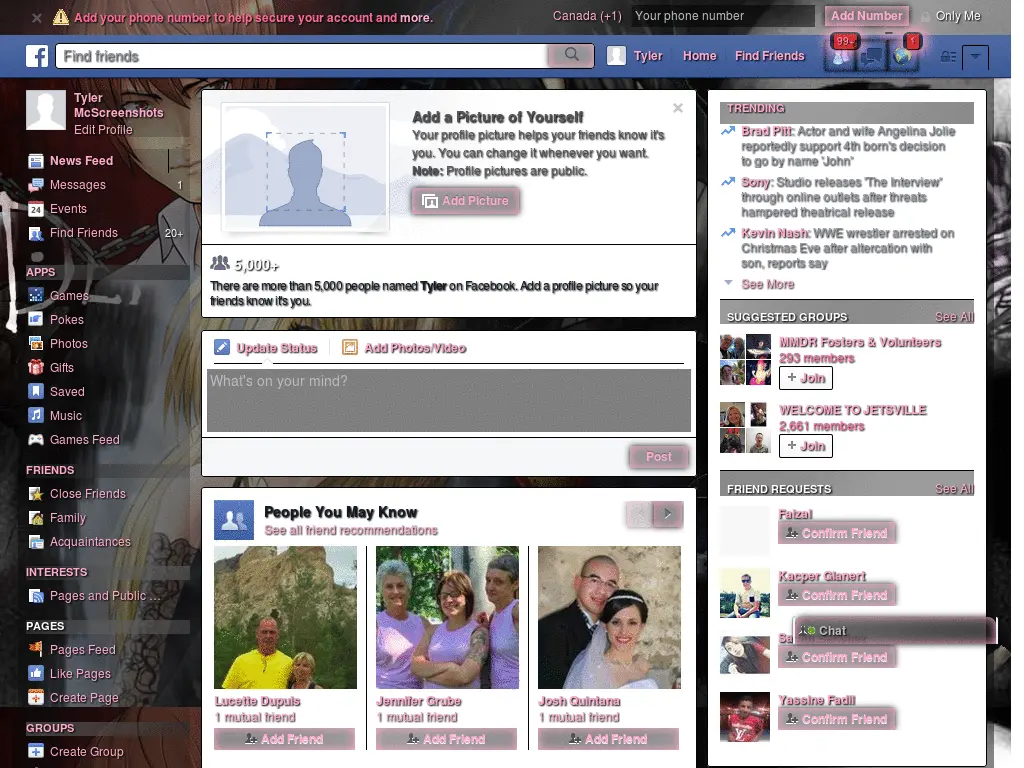 Add your phone number to help secure your account and more.
Canada (+1)
Your phone number
Add Number
Only Me
Find friends
Tyler
Home
Find Friends
99+
1
Tyler
McScreenshots
Edit Profile
News Feed
Messages
1
Events
24
Find Friends
20+
APPS
Games
Pokes
Photos
Gifts
Saved
Music
Games Feed
FRIENDS
Close Friends
Family
Acquaintances
INTERESTS
Pages and Public ...
PAGES
Pages Feed
Like Pages
Create Page
GROUPS
Create Group
Add a Picture of Yourself
Your profile picture helps your friends know it's
you. You can change it whenever you want.
Note: Profile pictures are public.
Add Picture
5,000+
There are more than 5,000 people named Tyler on Facebook. Add a profile picture so your
friends know it's you.
Update Status
Add Photos/Video
What's on your mind?
Post
People You May Know
See all friend recommendations
Lucette Dupuis
1 mutual friend
Add Friend
Jennifer Grube
1 mutual friend
Add Friend
Josh Quintana
1 mutual friend
Add Friend
TRENDING
Brad Pitt: Actor and wife Angelina Jolie
reportedly support 4th born's decision
to go by name 'John'
Sony: Studio releases 'The Interview'
through online outlets after threats
hampered theatrical release
Kevin Nash: WWE wrestler arrested on
Christmas Eve after altercation with
son, reports say
See More
SUGGESTED GROUPS
See All
MMDR Fosters & Volunteers
293 members
+ Join
WELCOME TO JETSVILLE
2,661 members
+ Join
FRIEND REQUESTS
See All
Faizal
Confirm Friend
Kacper Glanert
Confirm Friend
Chat
Confirm Friend
Yassine Fadil
Confirm Friend